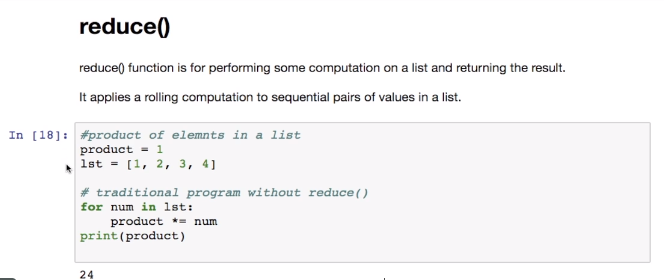 reduce()
reduce() function is for performing some computation on a list and returning the result.
It applies a rolling computation to sequential pairs of values in a list.
In [18]: #product of elemnts in a list
product = 1
lst = [1, 2, 3, 4]
# traditional program without reduce()
for num in lst:
    product *= num
print(product)
24